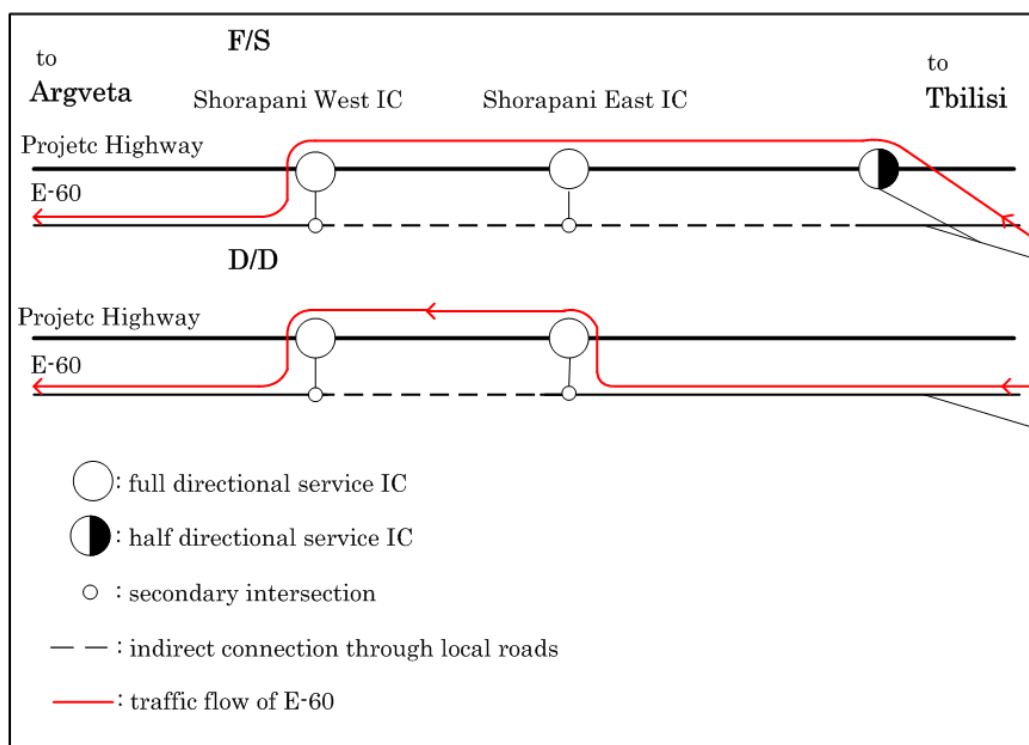 F/S
to
Argveta
Shorapani West IC
Shorapani East IC
to
Tbilisi
Projetc Highway
E-60
D/D
Projetc Highway
E-60
: full directional service IC
: half directional service IC
: secondary intersection
: indirect connection through local roads
: traffic flow of E-60